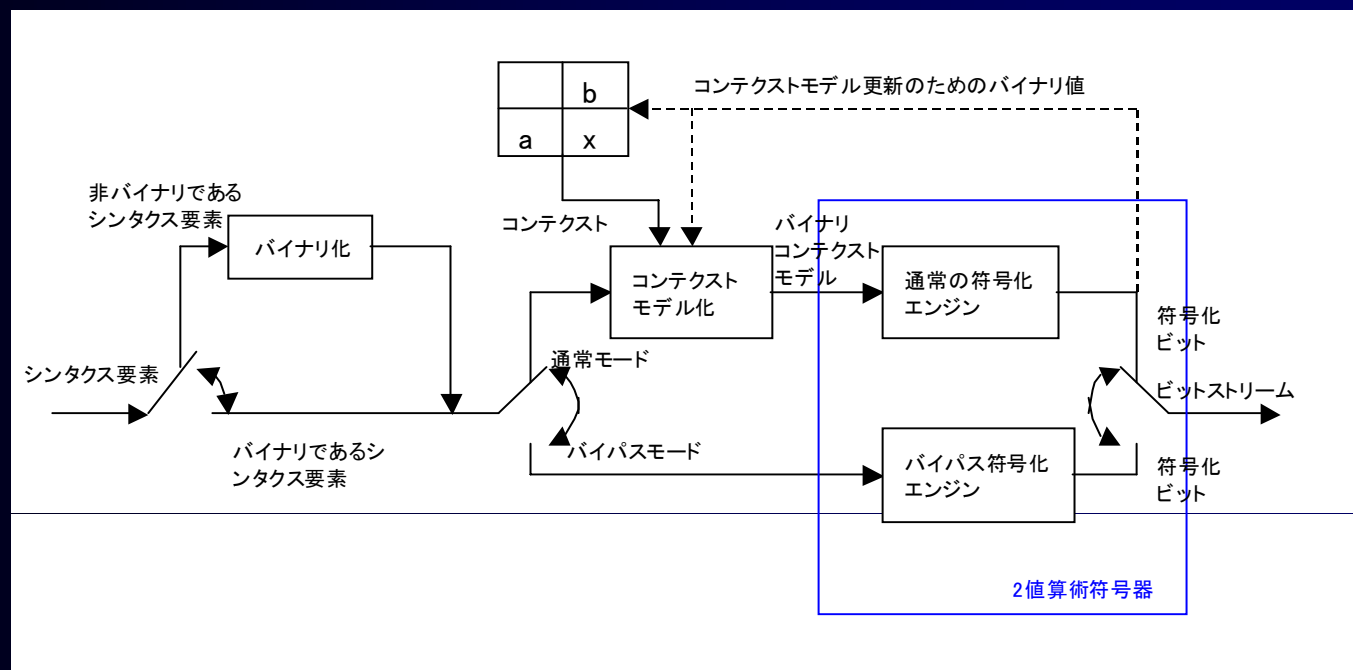 b
a x
コンテクストモデル更新のためのバイナリ値
非バイナリである
シンタクス要素
バイナリ化
コンテクスト
コンテクスト
モデル化
バイナリ
コンテクスト
モデル
通常の符号化
エンジン
符号化
ビット
シンタクス要素
通常モード
ビットストリーム
バイナリであるシ
ンタクス要素
バイパスモード
バイパス符号化
エンジン
符号化
ビット
2値算術符号器